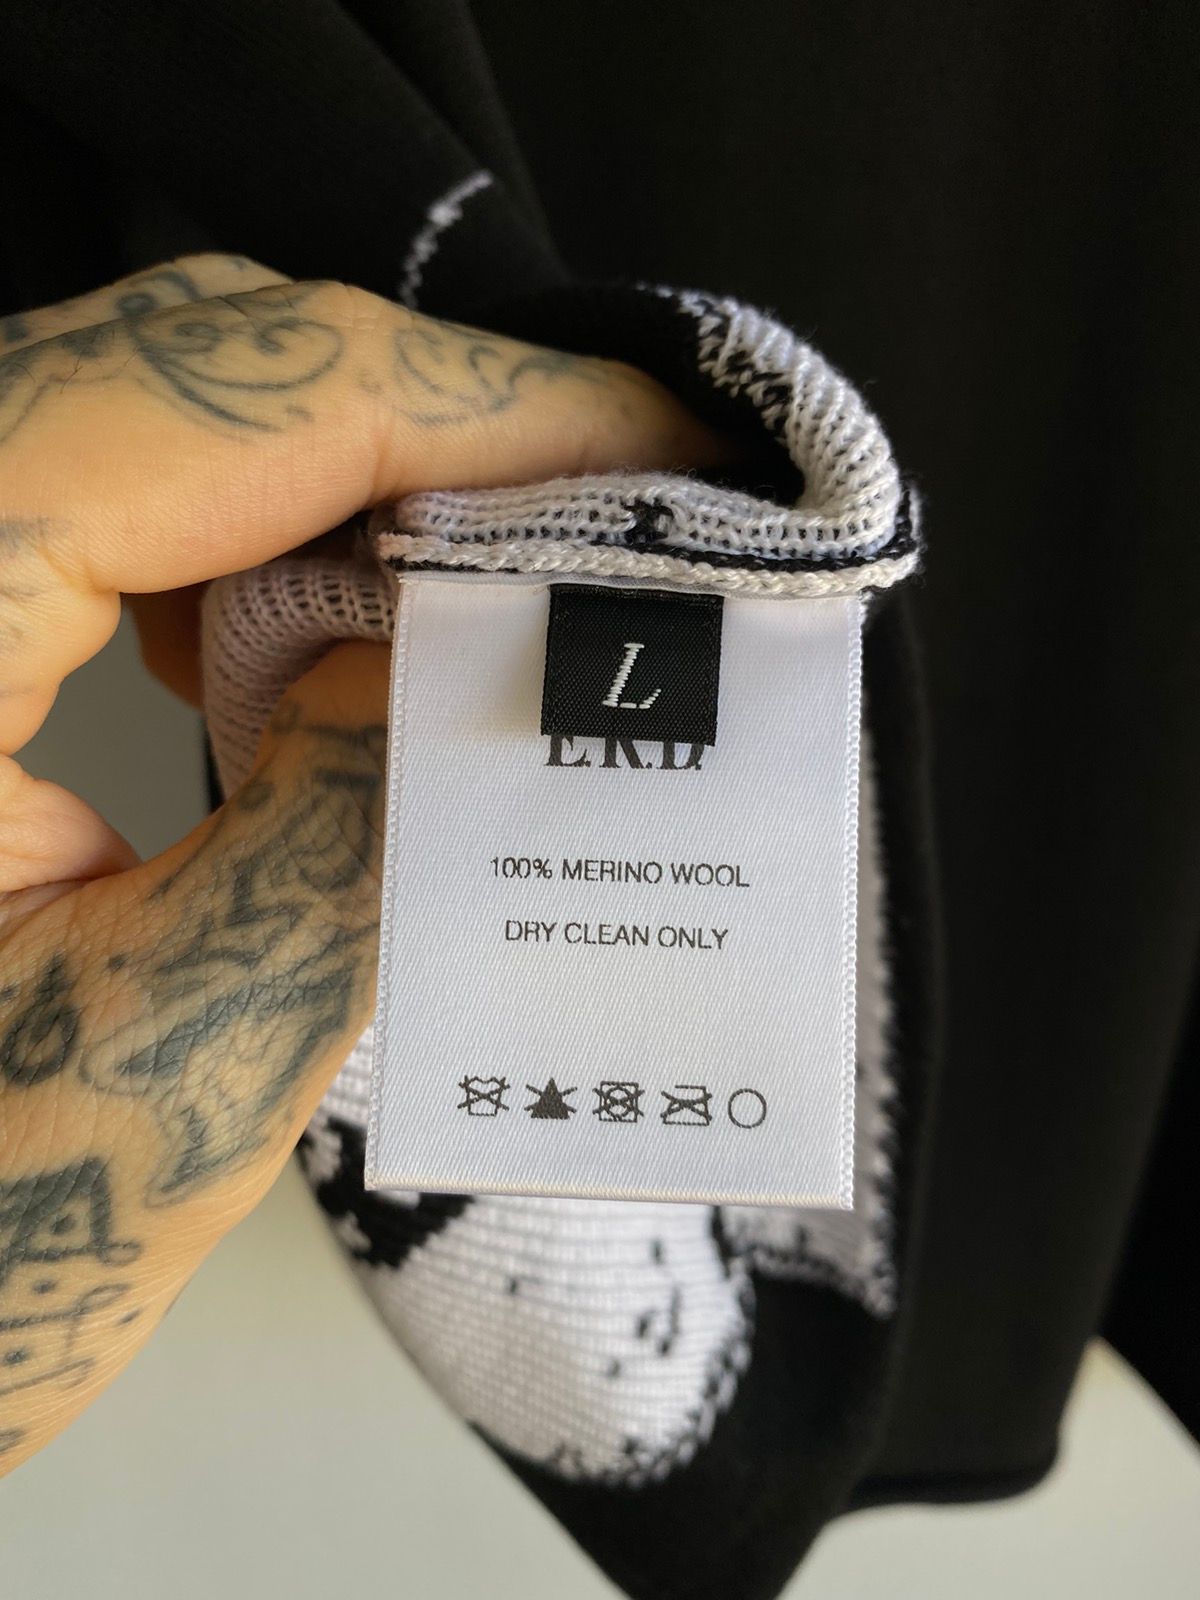 L
E.R.D.
100% MERINO WOOL
DRY CLEAN ONLY